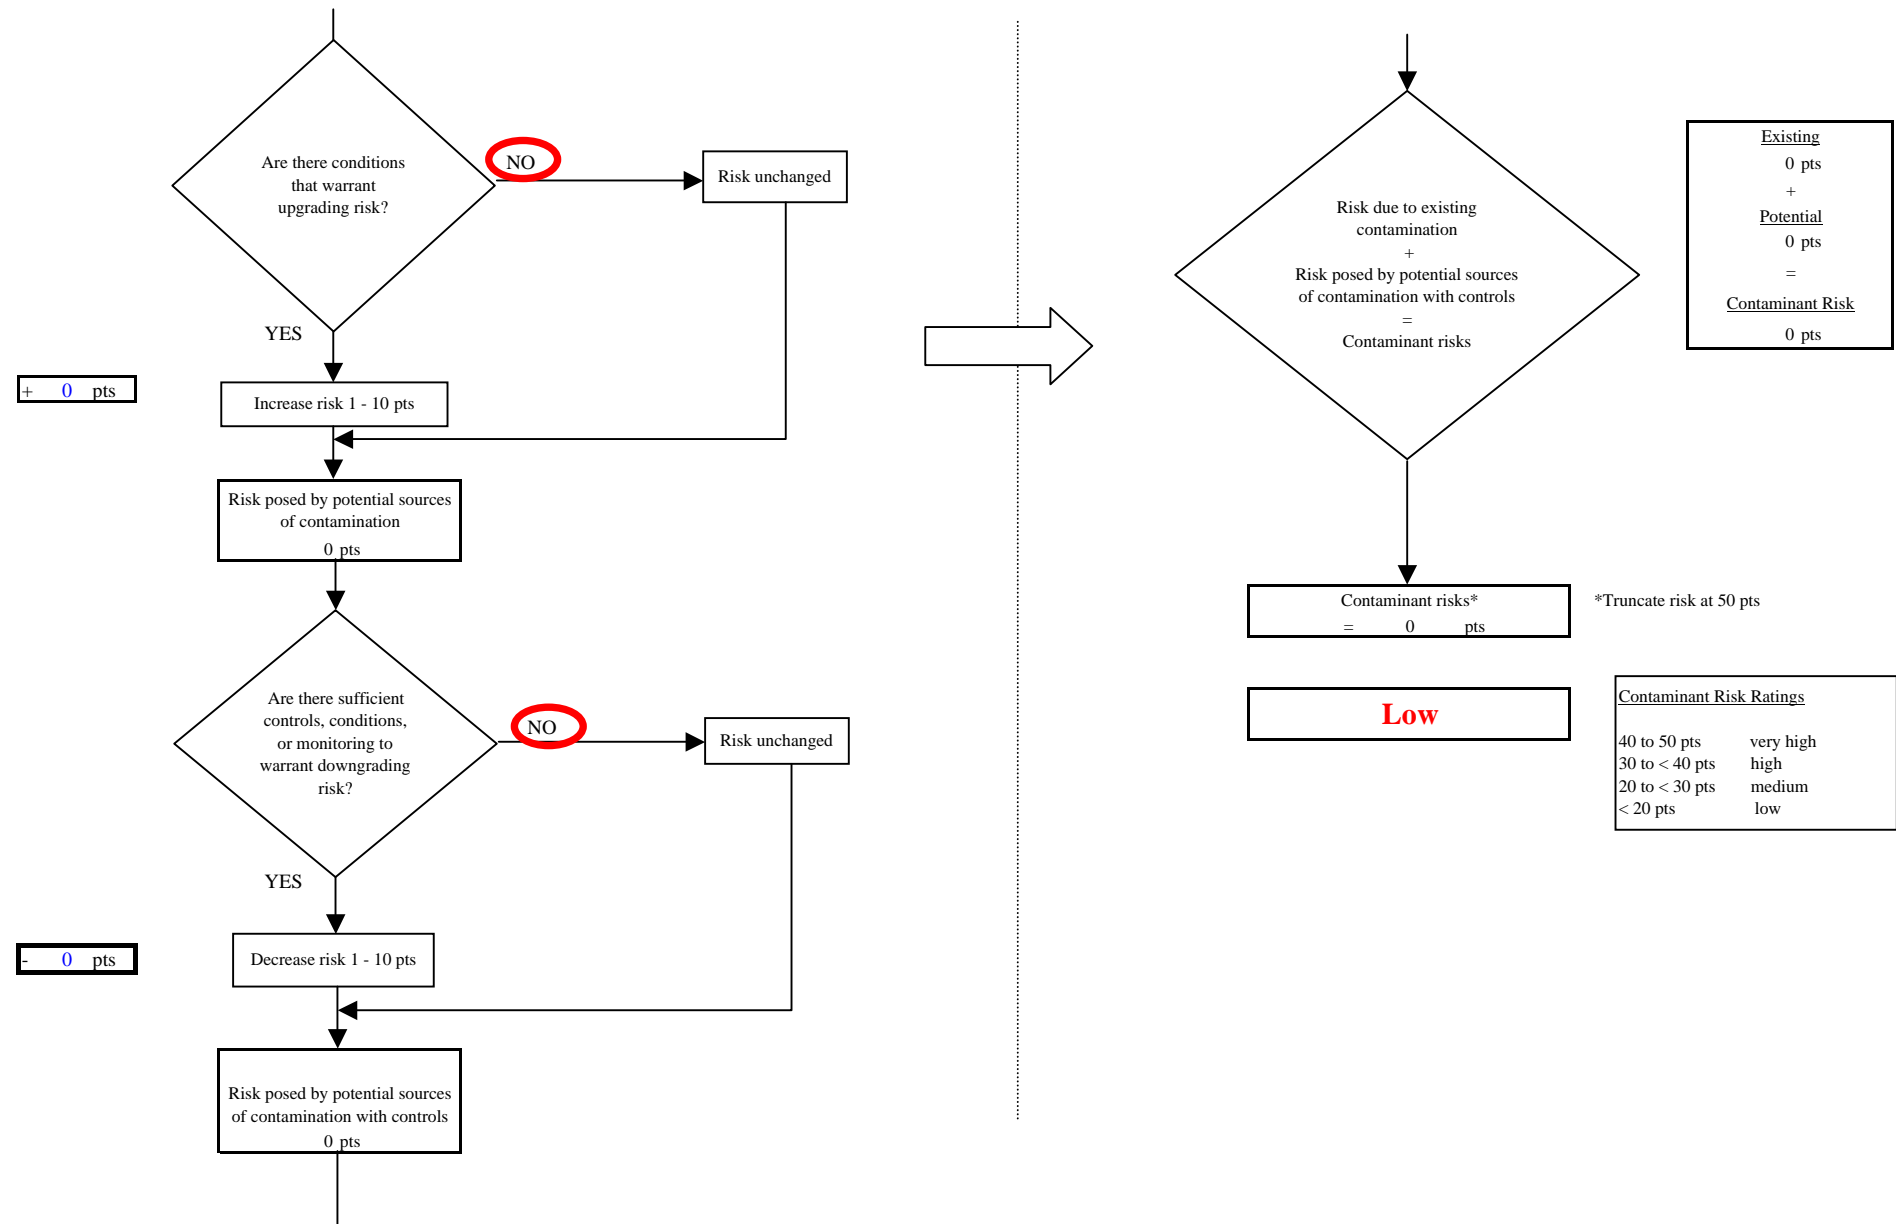 Are there conditions
that warrant
upgrading risk?
NO
Risk unchanged
YES
+ 0 pts
Increase risk 1 - 10 pts
Risk posed by potential sources
of contamination
0 pts
Are there sufficient
controls, conditions,
or monitoring to
warrant downgrading
risk?
NO
Risk unchanged
YES
- 0 pts
Decrease risk 1 - 10 pts
Risk posed by potential sources
of contamination with controls
0 pts
Risk due to existing
contamination
+
Risk posed by potential sources
of contamination with controls
=
Contaminant risks
Existing
0 pts
+
Potential
0 pts
=
Contaminant Risk
0 pts
Contaminant risks*
= 0 pts
*Truncate risk at 50 pts
Low
Contaminant Risk Ratings
40 to 50 pts very high
30 to < 40 pts high
20 to < 30 pts medium
< 20 pts low